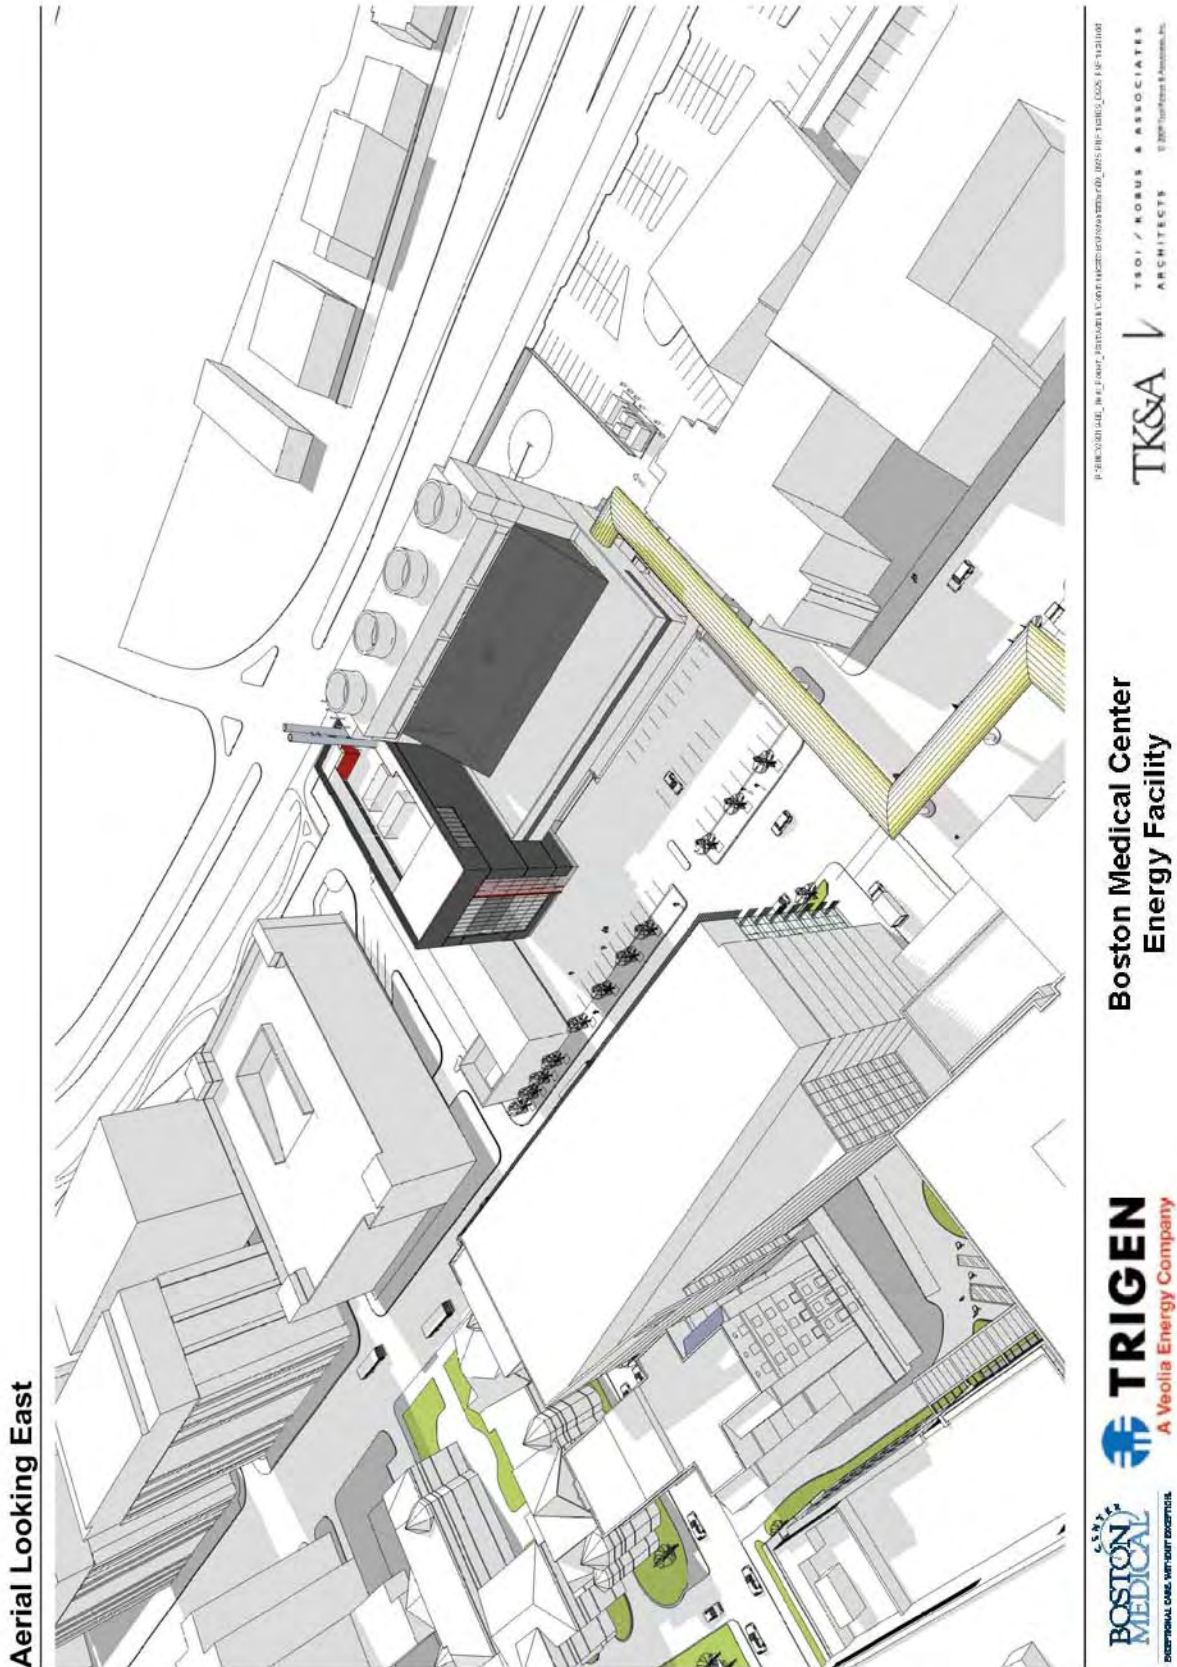 Aerial Looking East
BOSTON
MEDICAL
CENTER
EXCEPTIONAL CARE. WITHOUT EXCEPTION.
TRIGEN
A Veolia Energy Company
Boston Medical Center
Energy Facility
TK&A
TSOI / KOBUS & ASSOCIATES
ARCHITECTS